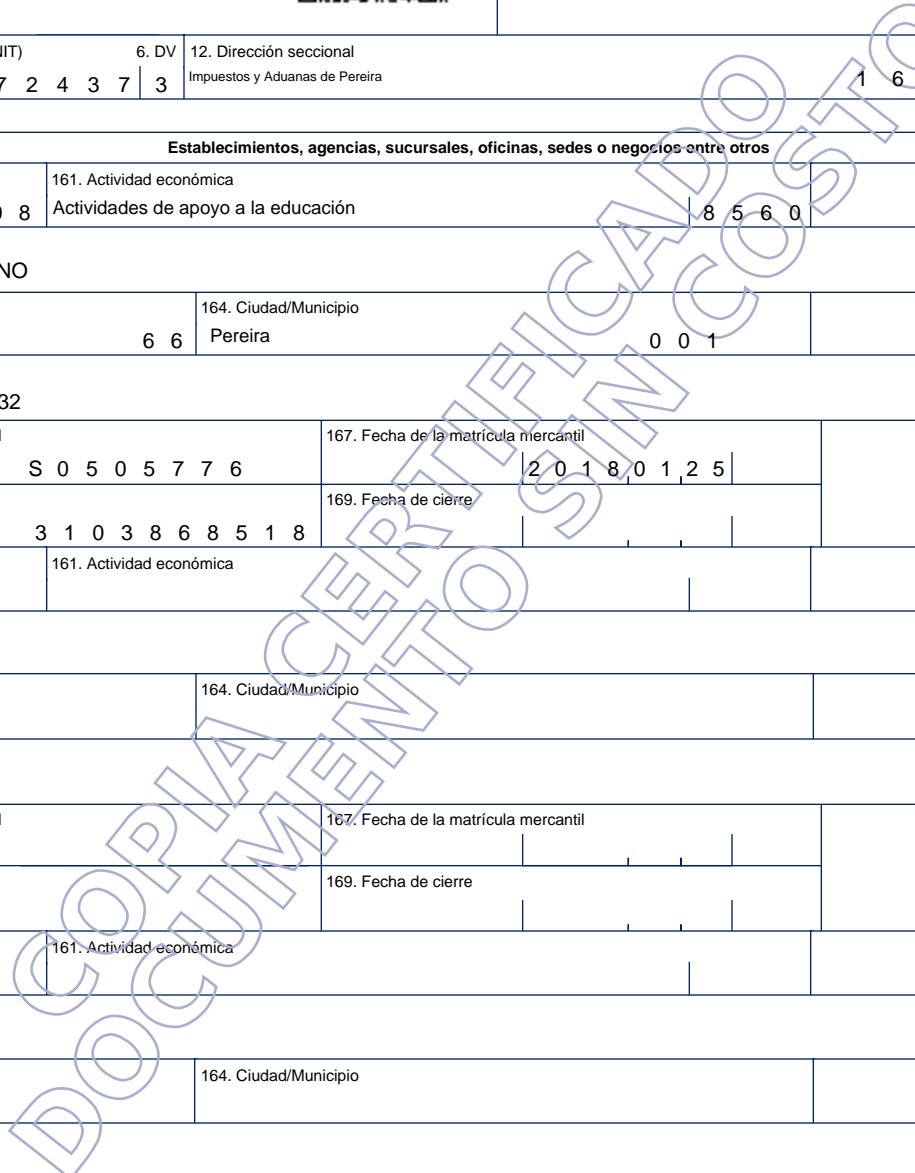 NIT) 6. DV 12. Dirección seccional
7 2 4 3 7 3 Impuestos y Aduanas de Pereira 1 6
Establecimientos, agencias, sucursales, oficinas, sedes o negocios entre otros
161. Actividad económica
8 Actividades de apoyo a la educación 8 5 6 0
NO
164. Ciudad/Municipio
6 6 Pereira 0 0 1
32
167. Fecha de la matrícula mercantil
S 0 5 0 5 7 7 6 2 0 1 8 0 1 2 5
169. Fecha de cierre
3 1 0 3 8 6 8 5 1 8
161. Actividad económica
164. Ciudad/Municipio
167. Fecha de la matrícula mercantil
169. Fecha de cierre
161. Actividad económica
164. Ciudad/Municipio
COPIA CERTIFICADO
DOCUMENTO SIN COSTO